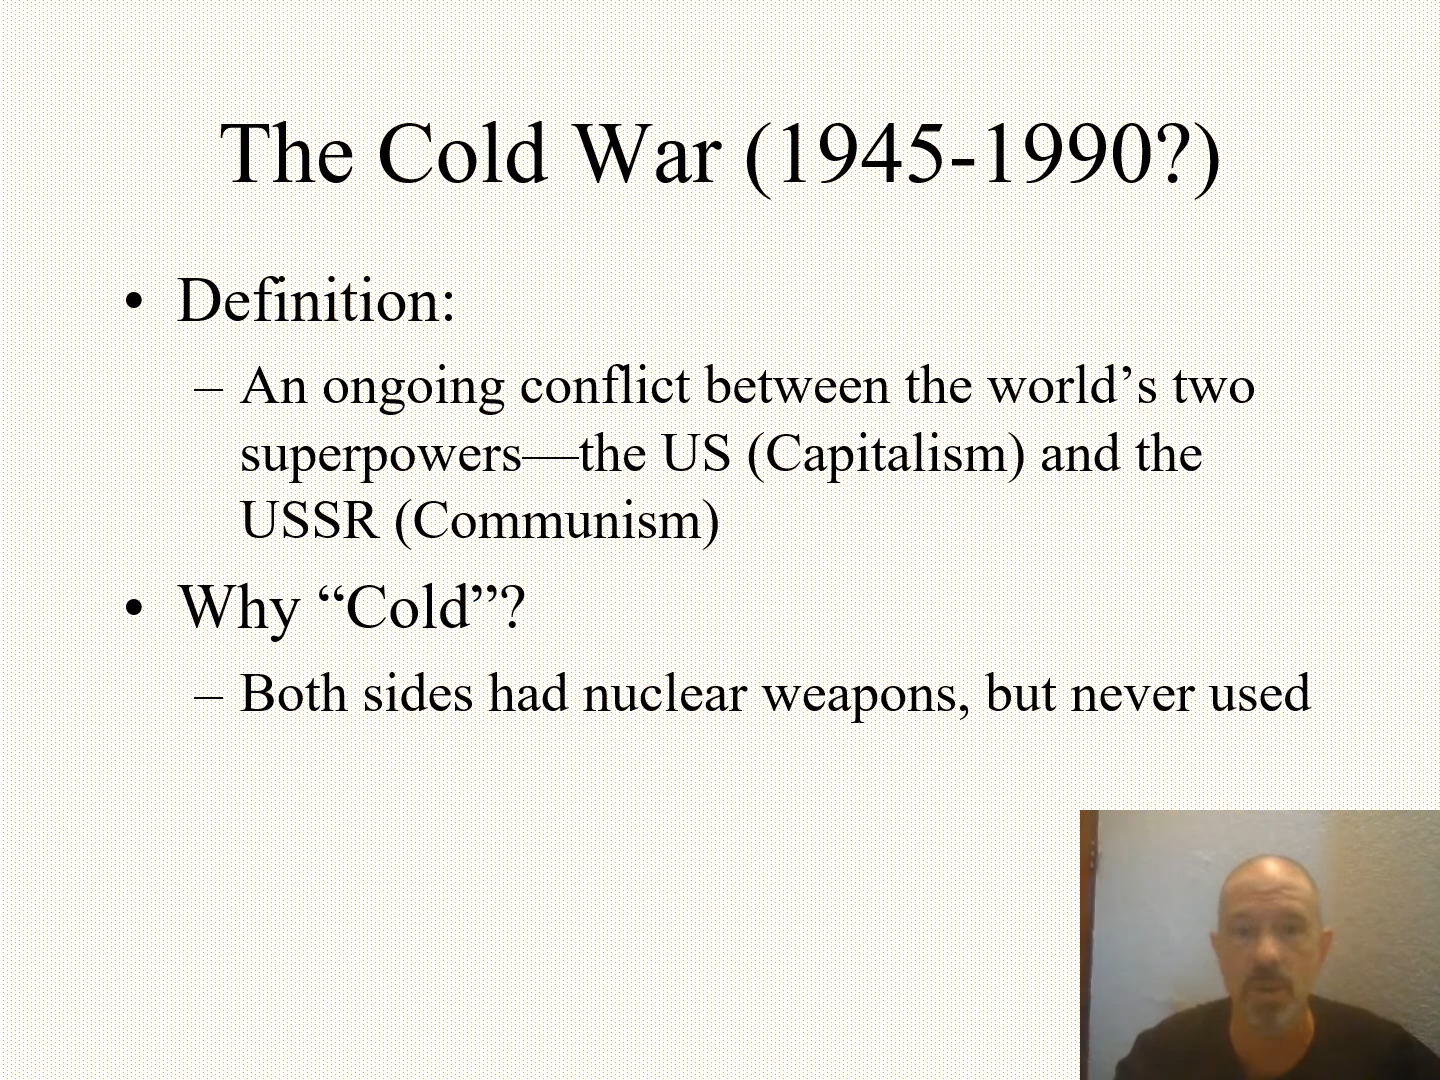 The Cold War (1945-1990?)
• Definition:
– An ongoing conflict between the world’s two
superpowers—the US (Capitalism) and the
USSR (Communism)
• Why “Cold”?
– Both sides had nuclear weapons, but never used